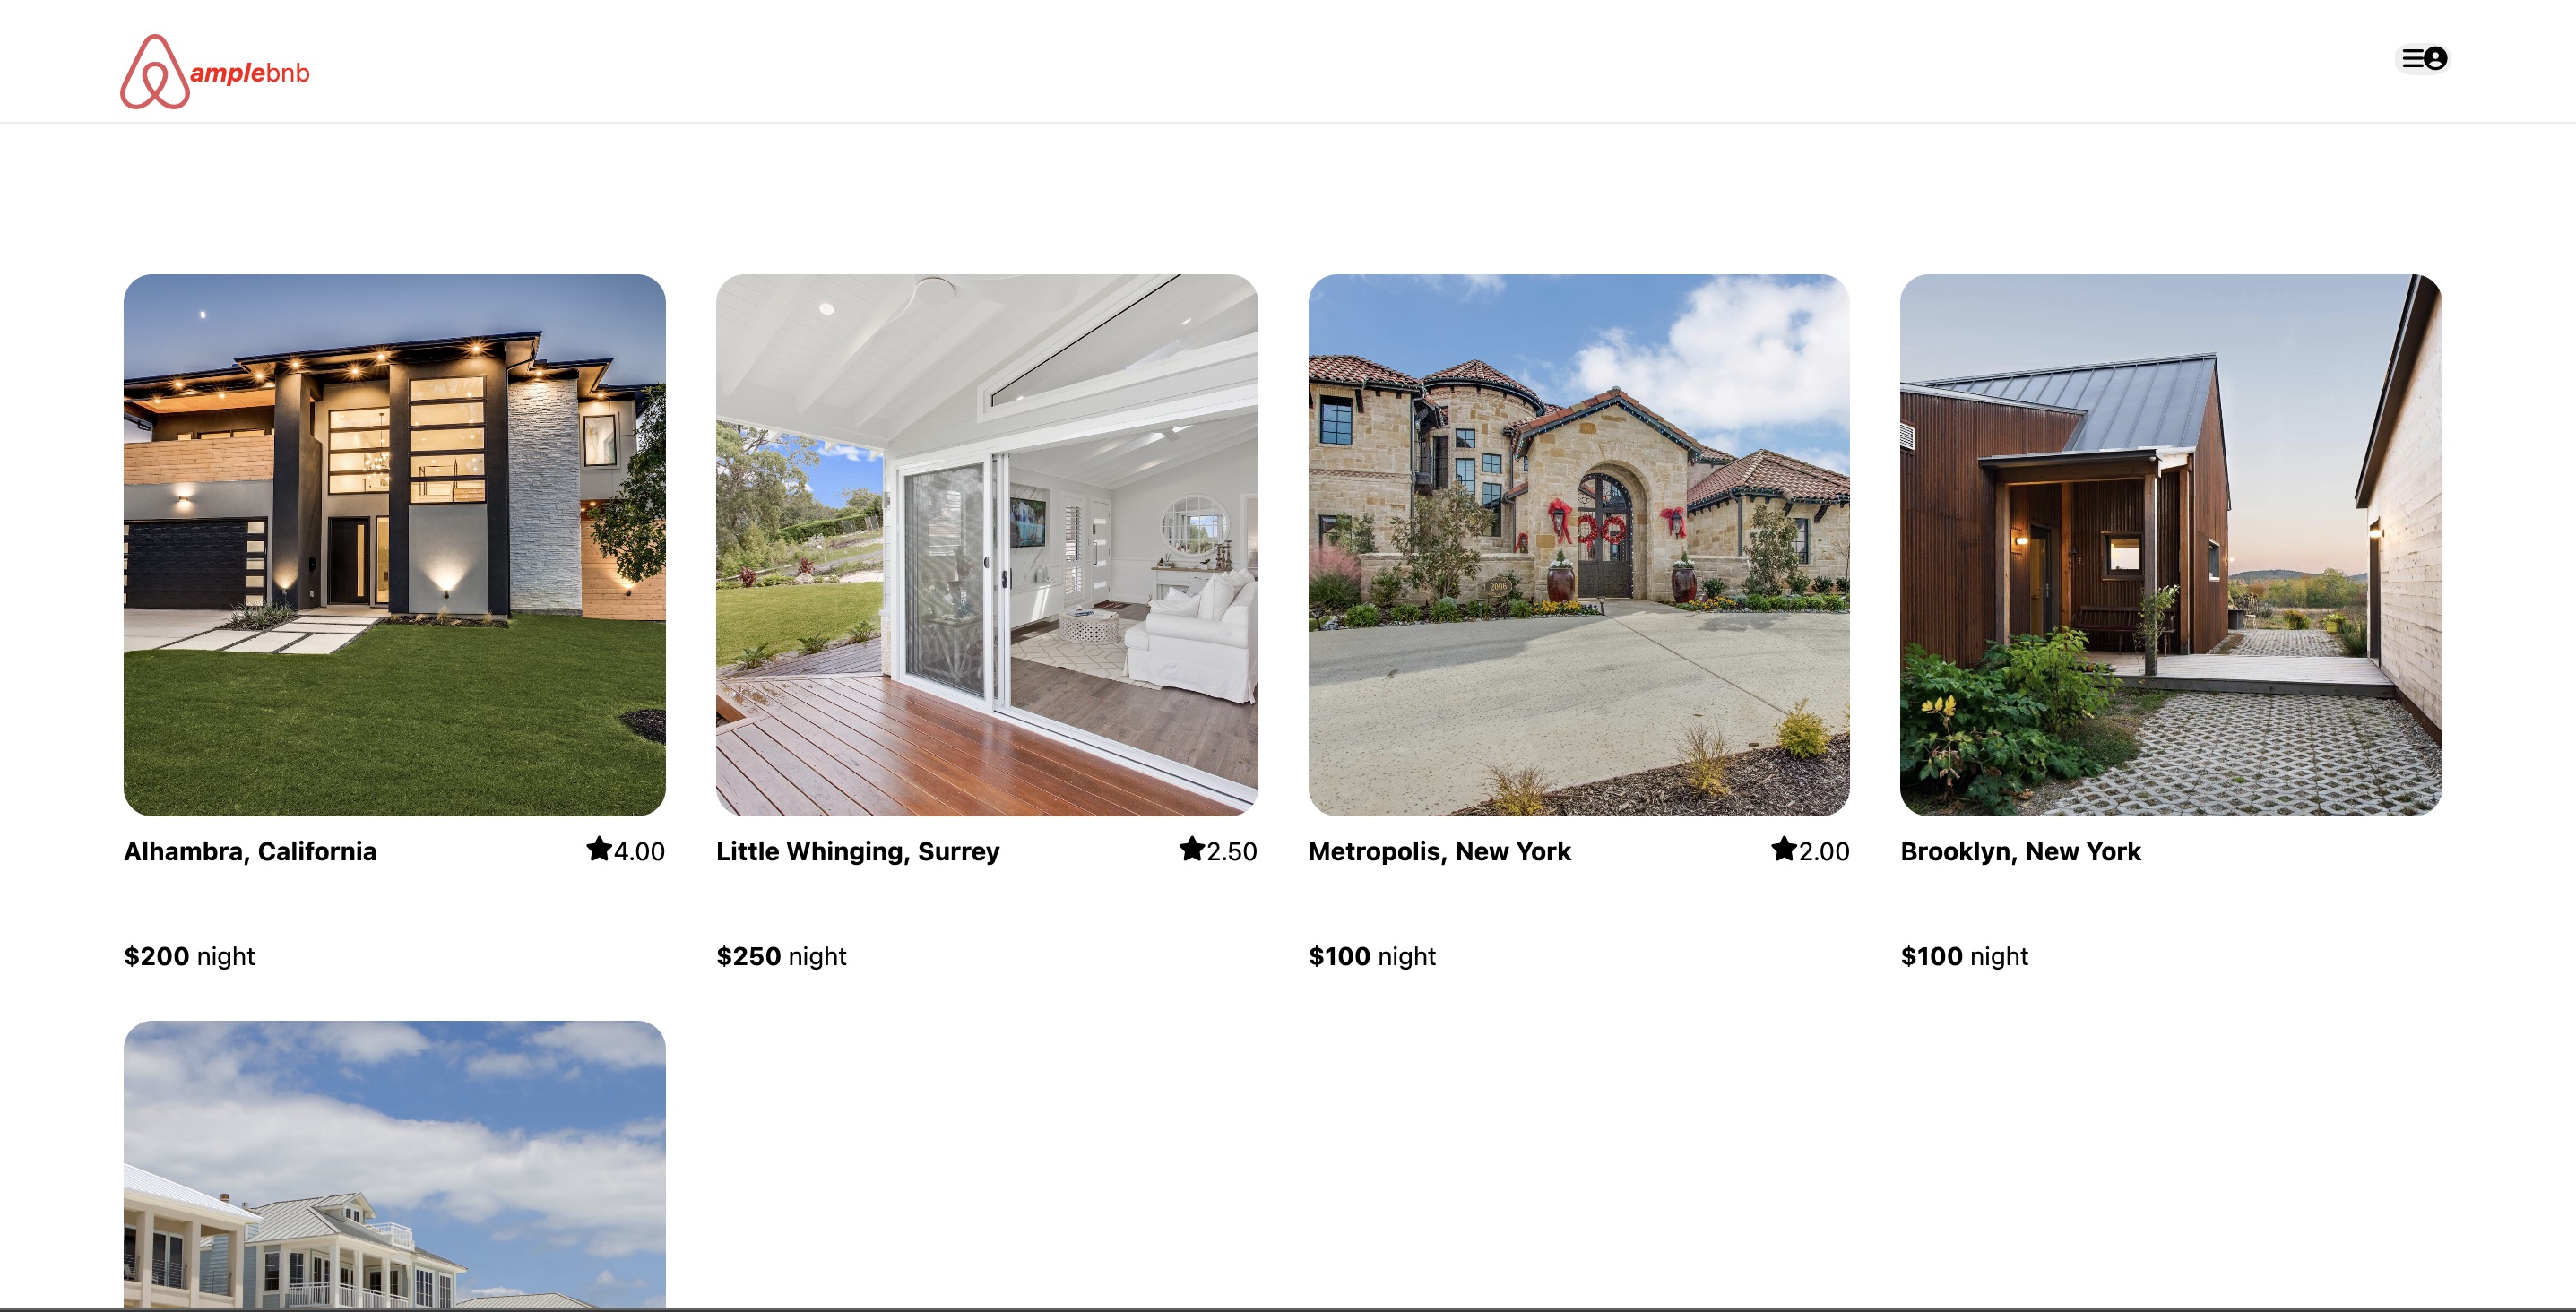 amplebnb
Alhambra, California ★4.00
Little Whinging, Surrey ★2.50
Metropolis, New York ★2.00
Brooklyn, New York
$200 night
$250 night
$100 night
$100 night
2006